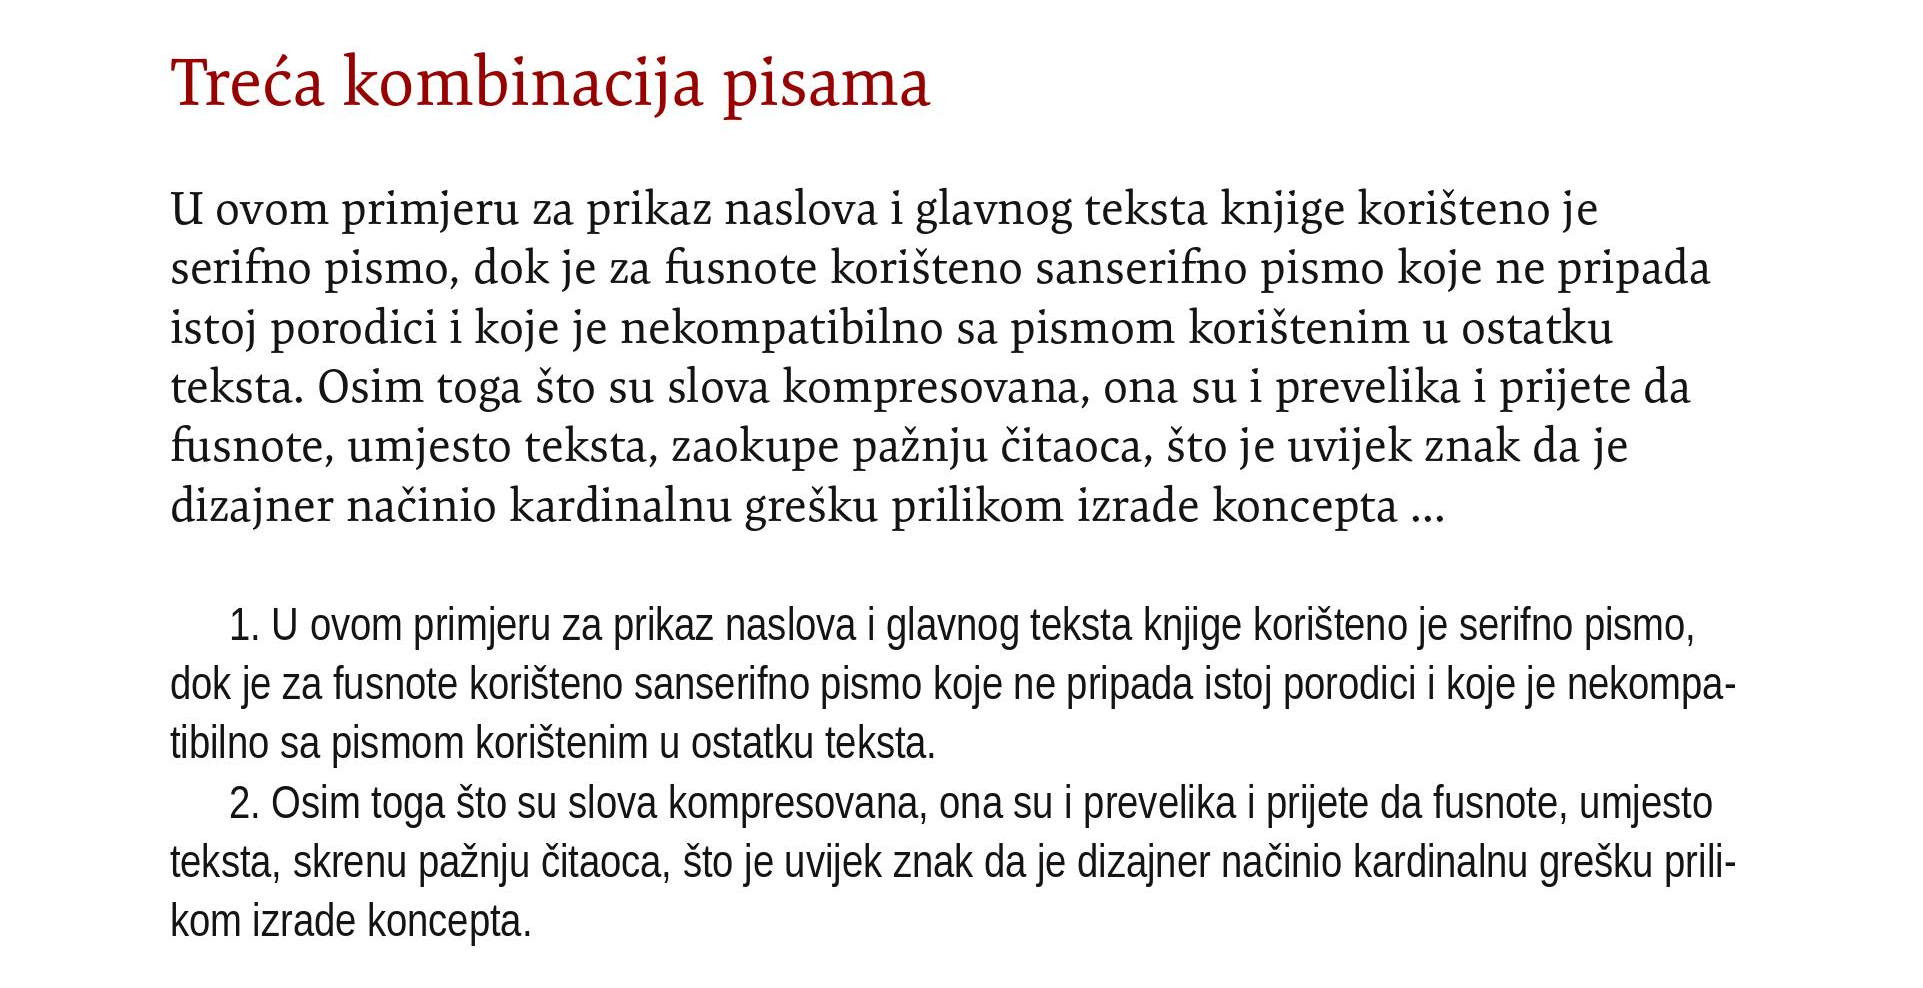 Treća kombinacija pisama
U ovom primjeru za prikaz naslova i glavnog teksta knjige korišteno je
serifno pismo, dok je za fusnote korišteno sanserifno pismo koje ne pripada
istoj porodici i koje je nekompatibilno sa pismom korištenim u ostatku
teksta. Osim toga što su slova kompresovana, ona su i prevelika i prijete da
fusnote, umjesto teksta, zaokupe pažnju čitaoca, što je uvijek znak da je
dizajner načinio kardinalnu grešku prilikom izrade koncepta ...
1. U ovom primjeru za prikaz naslova i glavnog teksta knjige korišteno je serifno pismo,
dok je za fusnote korišteno sanserifno pismo koje ne pripada istoj porodici i koje je nekompa-
tibilno sa pismom korištenim u ostatku teksta.
2. Osim toga što su slova kompresovana, ona su i prevelika i prijete da fusnote, umjesto
teksta, skrenu pažnju čitaoca, što je uvijek znak da je dizajner načinio kardinalnu grešku prili-
kom izrade koncepta.